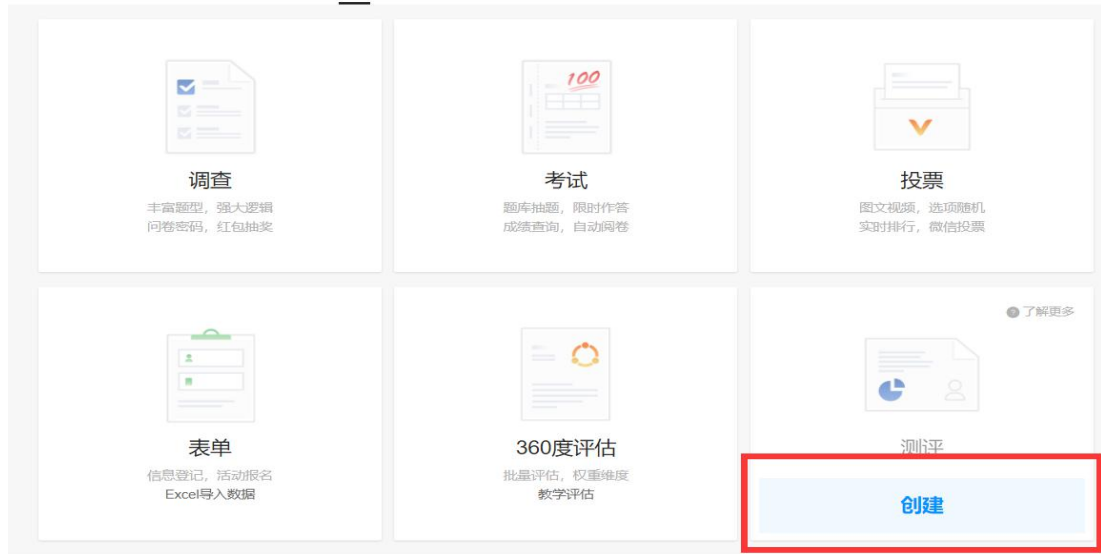 100
调查
丰富题型，强大逻辑
问卷密码，红包抽奖
考试
题库抽题，限时作答
成绩查询，自动阅卷
投票
图文视频，选项随机
实时排行，微信投票
表单
信息登记，活动报名
Excel导入数据
360度评估
批量评估，权重维度
教学评估
? 了解更多
测评
创建